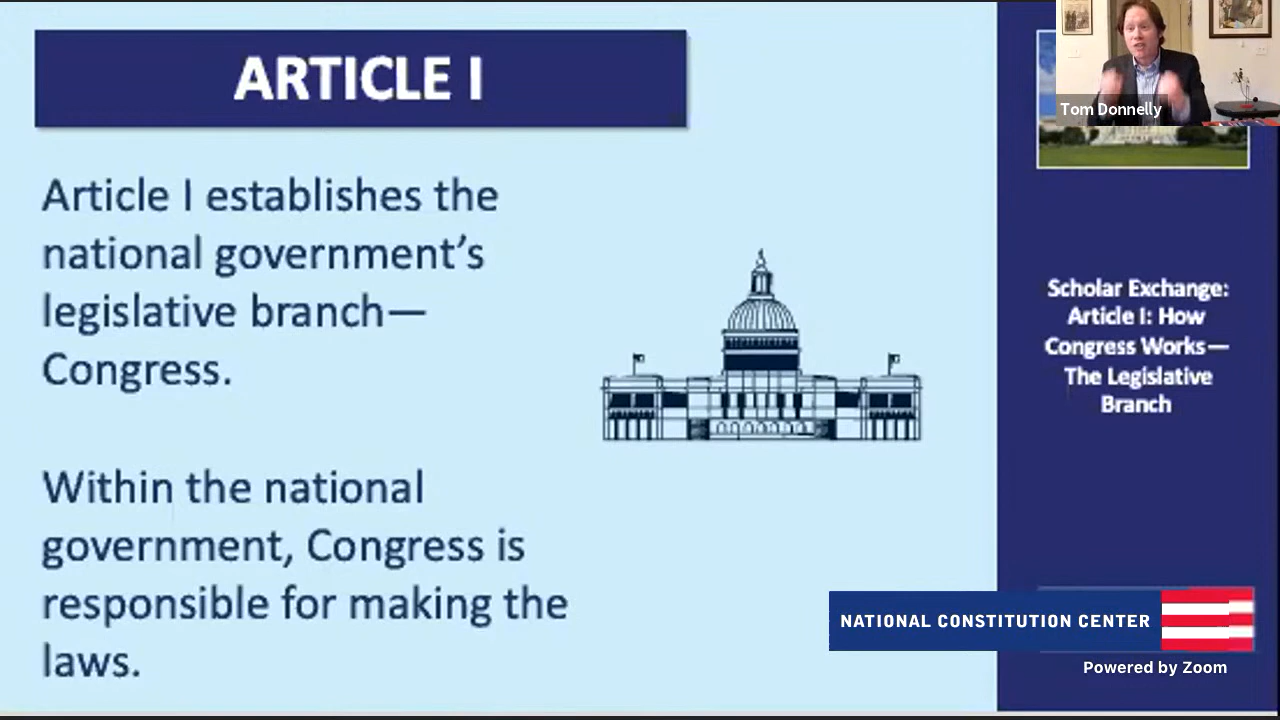 ARTICLE I
Article I establishes the
national government’s
legislative branch—
Congress.
Within the national
government, Congress is
responsible for making the
laws.
Tom Donnelly
Scholar Exchange:
Article I: How
Congress Works—
The Legislative
Branch
NATIONAL CONSTITUTION CENTER
Powered by Zoom